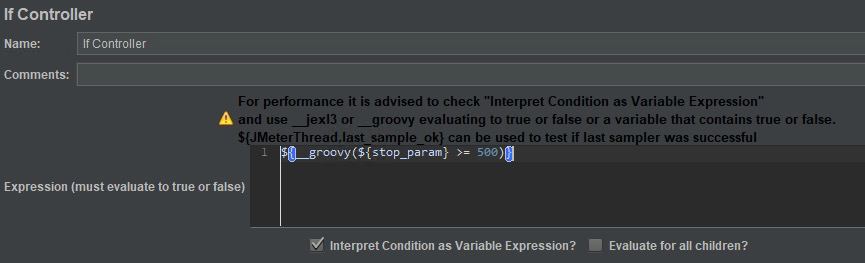 If Controller
Name: If Controller
Comments:
For performance it is advised to check "Interpret Condition as Variable Expression"
and use __jexl3 or __groovy evaluating to true or false or a variable that contains true or false.
${JMeterThread.last_sample_ok} can be used to test if last sampler was successful
1 ${__groovy(${stop_param} >= 500)}
Expression (must evaluate to true or false)
Interpret Condition as Variable Expression? Evaluate for all children?